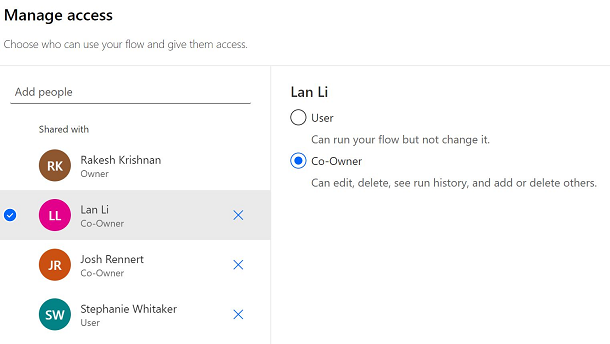 Manage access
Choose who can use your flow and give them access.
Add people
Shared with
RK
Rakesh Krishnan
Owner
LL
Lan Li
Co-Owner
JR
Josh Rennert
Co-Owner
SW
Stephanie Whitaker
User
Lan Li
User
Can run your flow but not change it.
Co-Owner
Can edit, delete, see run history, and add or delete others.